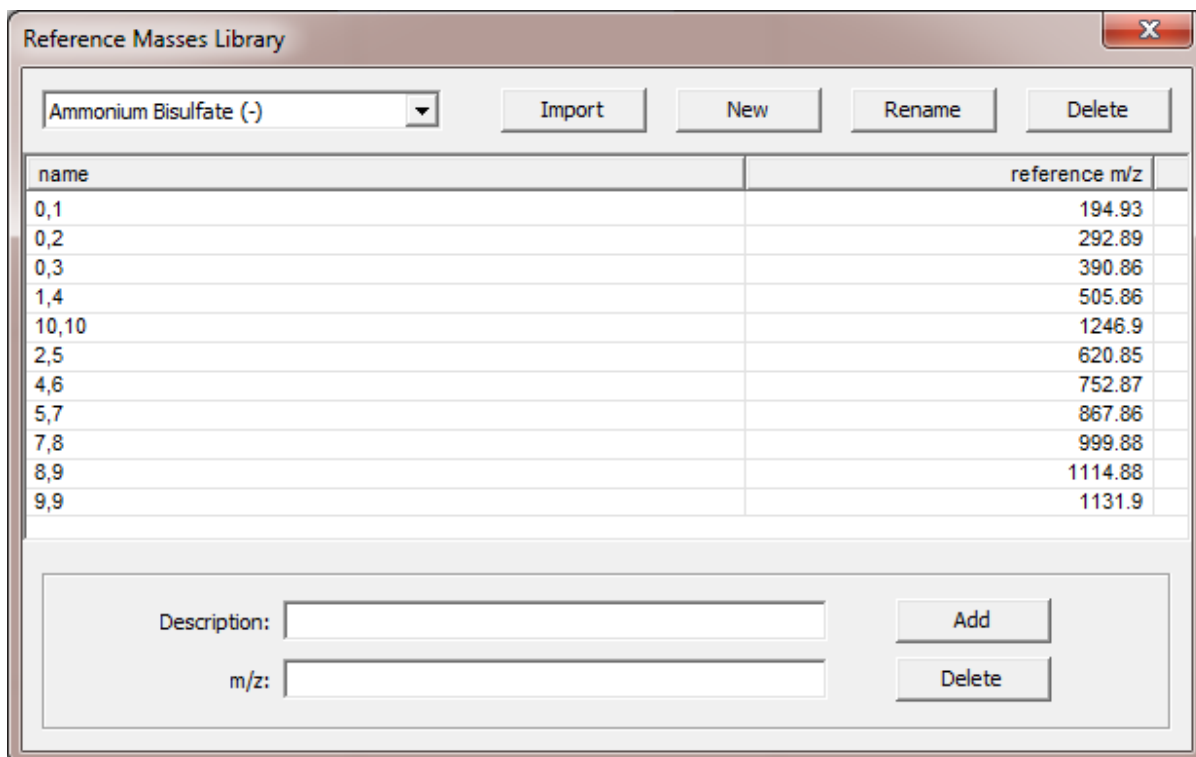 Reference Masses Library
Ammonium Bisulfate (-) Import New Rename Delete
name reference m/z
0,1 194.93
0,2 292.89
0,3 390.86
1,4 505.86
10,10 1246.9
2,5 620.85
4,6 752.87
5,7 867.86
7,8 999.88
8,9 1114.88
9,9 1131.9
Description: Add
m/z: Delete